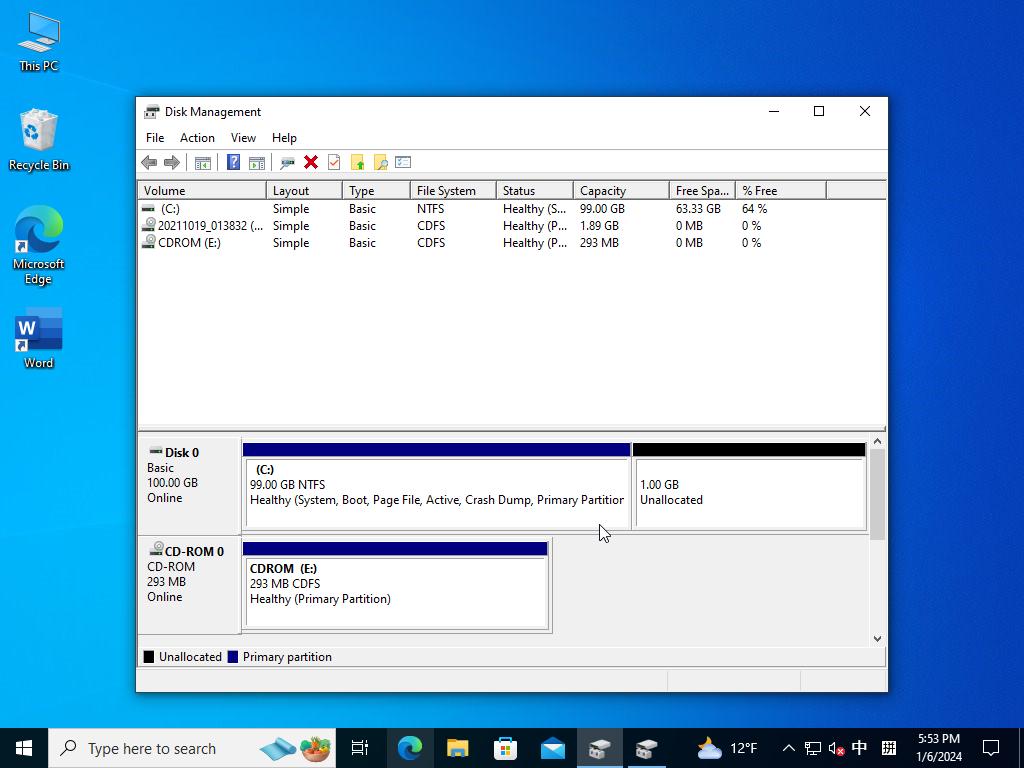 This PC
Recycle Bin
Microsoft
Edge
W
Word
Disk Management
File Action View Help
Volume Layout Type File System Status Capacity Free Spa... % Free
(C:) Simple Basic NTFS Healthy (S... 99.00 GB 63.33 GB 64 %
20211019_013832 (... Simple Basic CDFS Healthy (P... 1.89 GB 0 MB 0 %
CDROM (E:) Simple Basic CDFS Healthy (P... 293 MB 0 MB 0 %
Disk 0
Basic
100.00 GB
Online
(C:)
99.00 GB NTFS
Healthy (System, Boot, Page File, Active, Crash Dump, Primary Partition
1.00 GB
Unallocated
CD-ROM 0
CD-ROM
293 MB
Online
CDROM (E:)
293 MB CDFS
Healthy (Primary Partition)
Unallocated Primary partition
Type here to search
12°F
中
拼
5:53 PM
1/6/2024